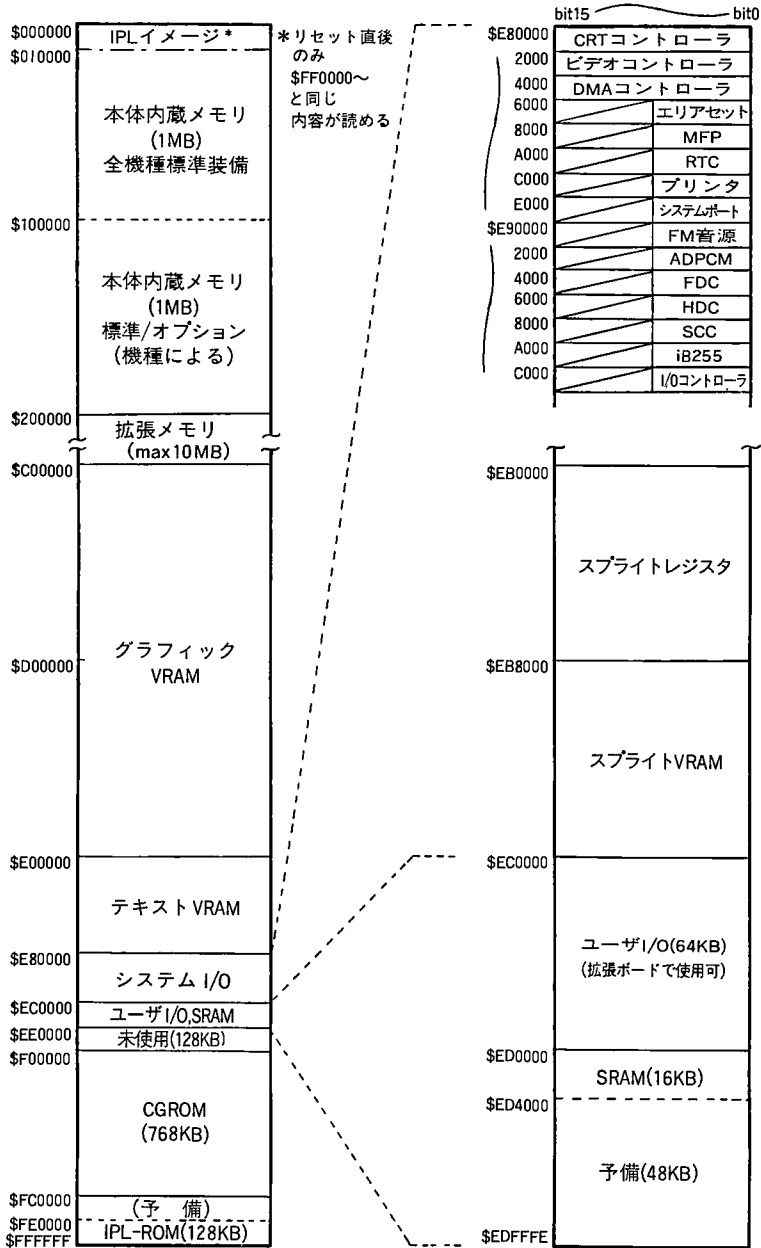 $000000
IPLイメージ*
$010000
本体内蔵メモリ
(1MB)
全機種標準装備
$100000
本体内蔵メモリ
(1MB)
標準/オプション
(機種による)
$200000
拡張メモリ
(max10MB)
$C00000
グラフィック
VRAM
$D00000
$E00000
テキストVRAM
$E80000
システム I/O
$EC0000
ユーザI/O,SRAM
$EE0000
未使用(128KB)
$F00000
CGROM
(768KB)
$FC0000
(予 備)
$FE0000
IPL-ROM(128KB)
$FFFFFF
*リセット直後
のみ
$FF0000〜
と同じ
内容が読める
bit15 bit0
$E80000
CRTコントローラ
2000
ビデオコントローラ
4000
DMAコントローラ
6000
エリアセット
8000
MFP
A000
RTC
C000
プリンタ
E000
システムポート
$E90000
FM音源
2000
ADPCM
4000
FDC
6000
HDC
8000
SCC
A000
i8255
C000
I/Oコントローラ
$EB0000
スプライトレジスタ
$EB8000
スプライトVRAM
$EC0000
ユーザI/O(64KB)
(拡張ボードで使用可)
$ED0000
SRAM(16KB)
$ED4000
予備(48KB)
$EDFFFE